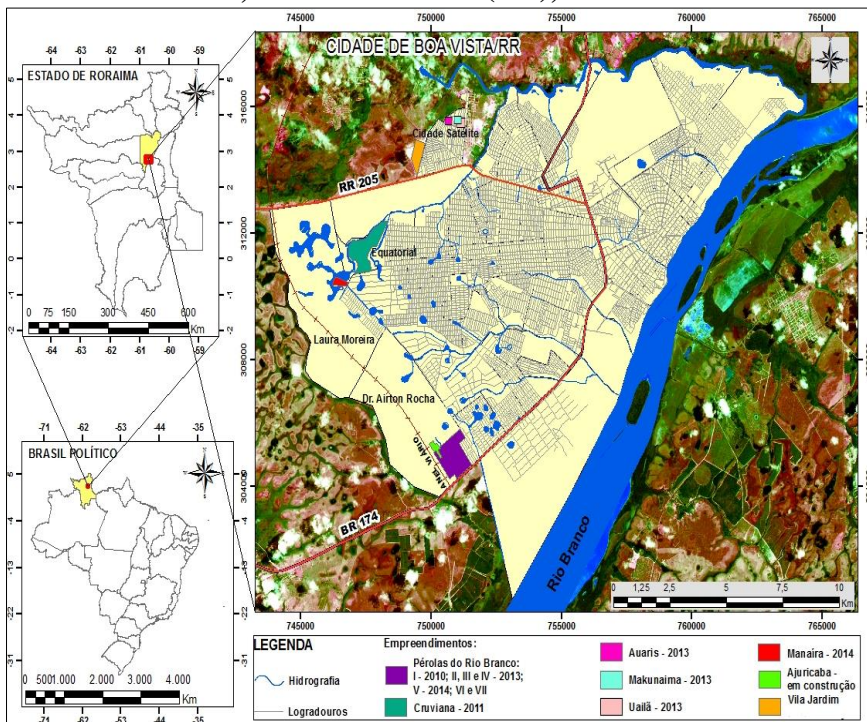 ESTADO DE RORAIMA
-64 -63 -62 -61 -60 -59
5
4
3
2
1
0
-1
-2
0 75 150 300 450 600
Km
-64 -63 -62 -61 -60 -59
-71 -62 -53 -44 -35
BRASIL POLÍTICO
6
-4
-13
-22
-31
0 5001.000 2.000 3.000 4.000
Km
-71 -62 -53 -44 -35
745000 750000 755000 760000 765000
CIDADE DE BOA VISTA/RR
316000
312000
308000
304000
Cidade Satélite
RR 205
Equatorial
Laura Moreira
Dr. Airton Rocha
ANEL VIÁRIO
BR 174
Rio Branco
0 1,25 2,5 5 7,5 10
Km
745000 750000 755000 760000 765000
LEGENDA
Hidrografia
Logradouros
Empreendimentos:
Pérolas do Rio Branco:
I - 2010; II, III e IV - 2013;
V - 2014; VI e VII
Cruviana - 2011
Auaris - 2013
Makunaima - 2013
Uailã - 2013
Manaíra - 2014
Ajuricaba -
em construção
Vila Jardim